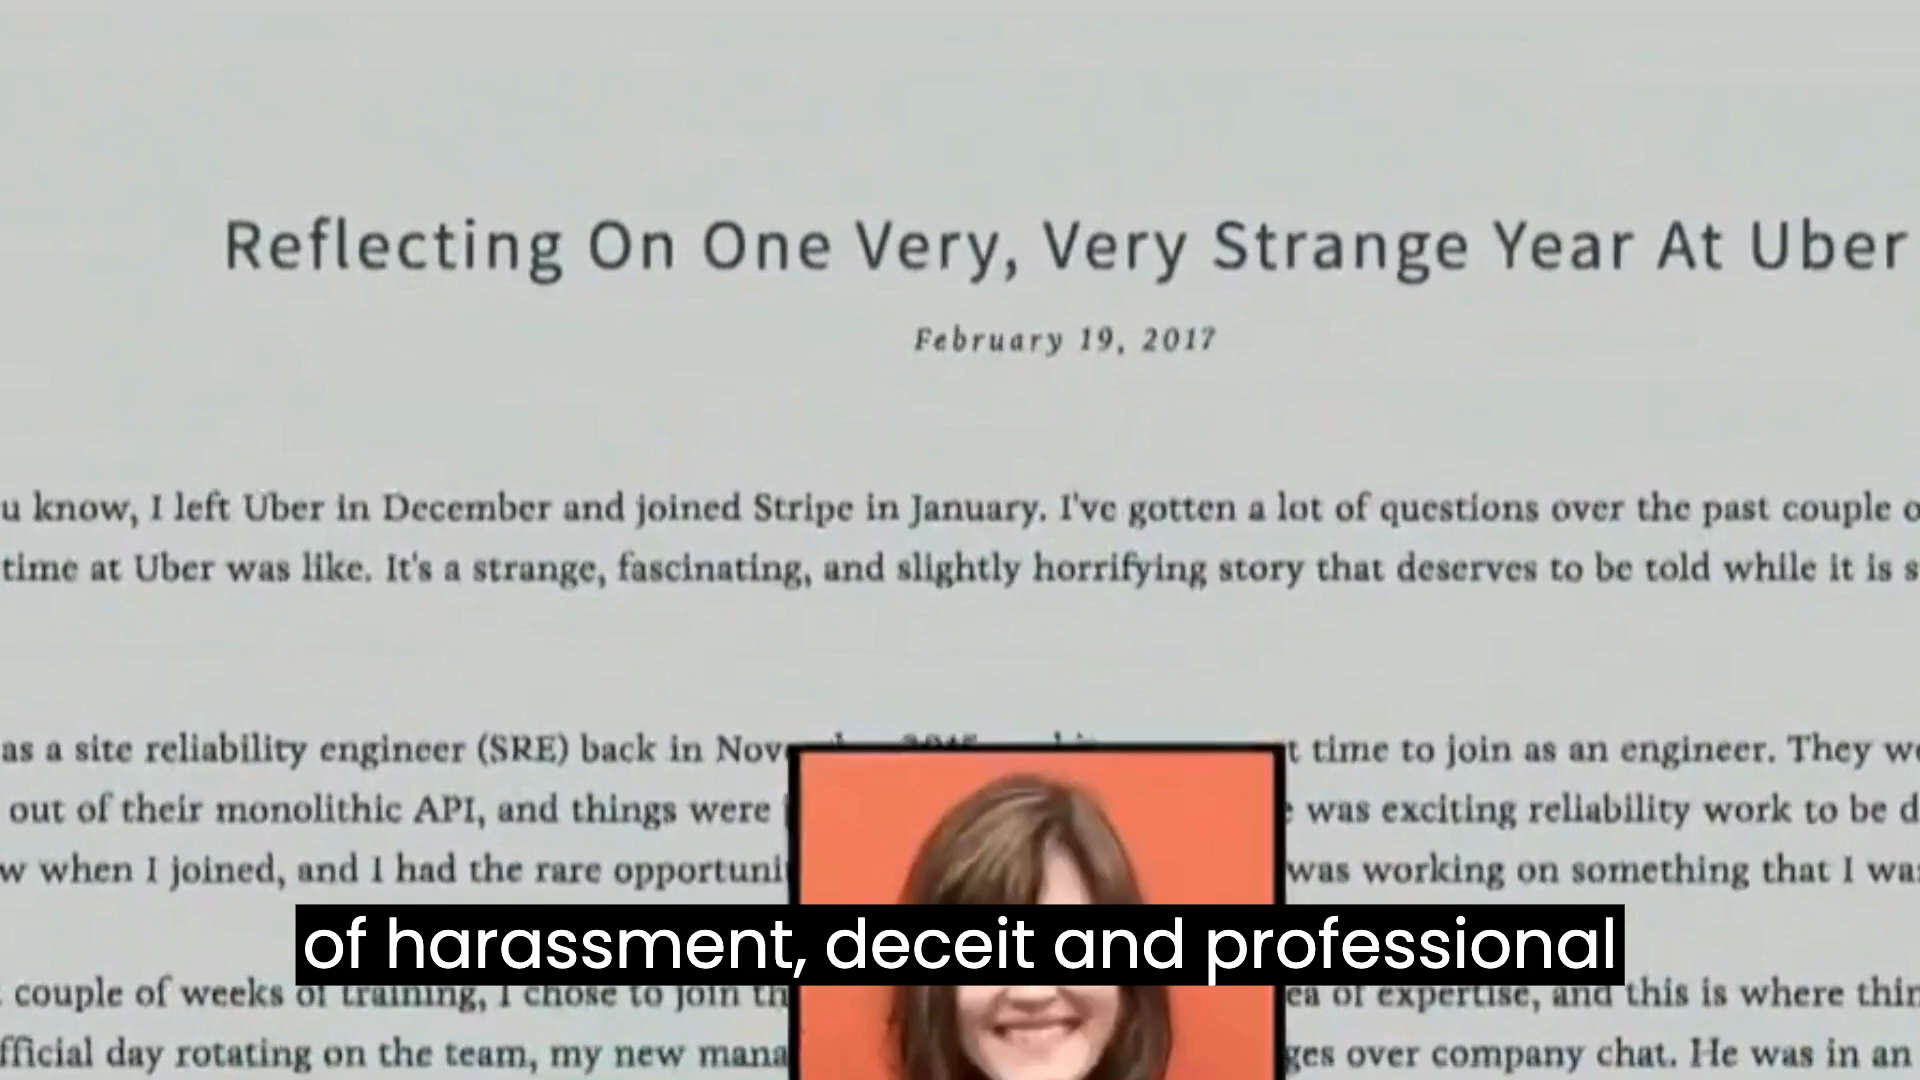 Reflecting On One Very, Very Strange Year At Uber
February 19, 2017
u know, I left Uber in December and joined Stripe in January. I've gotten a lot of questions over the past couple o
time at Uber was like. It's a strange, fascinating, and slightly horrifying story that deserves to be told while it is s
as a site reliability engineer (SRE) back in Nov t time to join as an engineer. They we
out of their monolithic API, and things were was exciting reliability work to be d
w when I joined, and I had the rare opportuni was working on something that I was
of harassment, deceit and professional
couple of weeks of training, I chose to join th ea of expertise, and this is where thin
fficial day rotating on the team, my new mana ges over company chat. He was in an